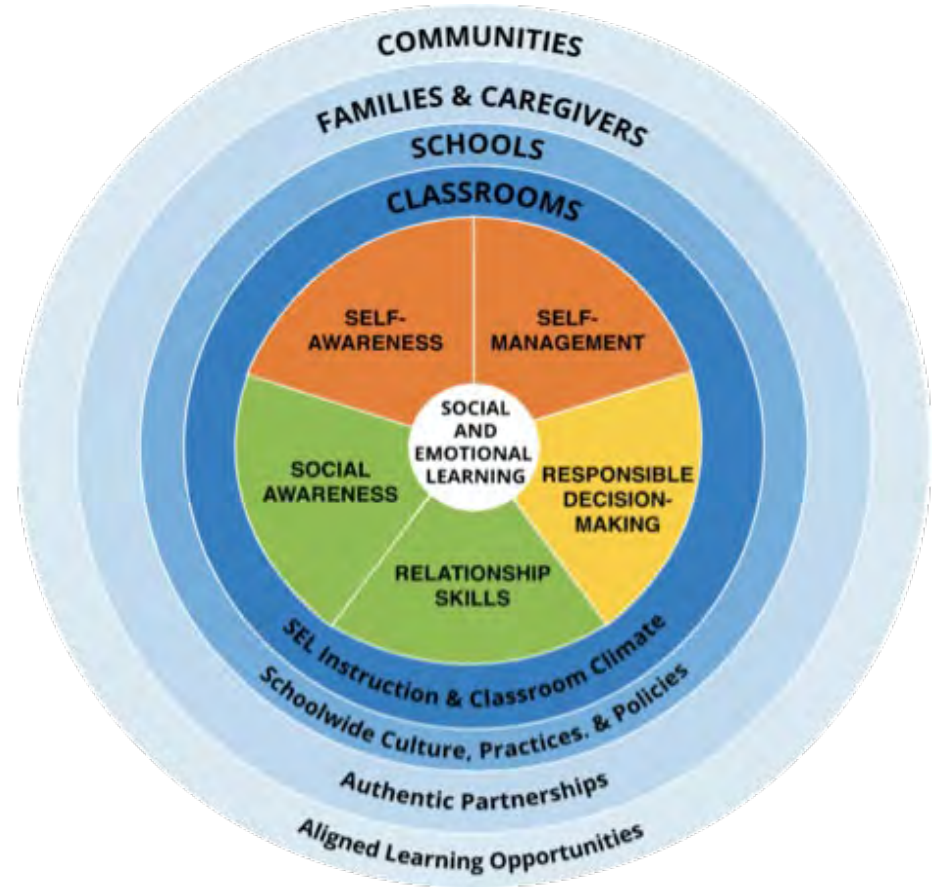 COMMUNITIES
FAMILIES & CAREGIVERS
SCHOOLS
CLASSROOMS
SELF-
AWARENESS
SELF-
MANAGEMENT
SOCIAL
AND
EMOTIONAL
LEARNING
SOCIAL
AWARENESS
RESPONSIBLE
DECISION-
MAKING
RELATIONSHIP
SKILLS
SEL Instruction & Classroom Climate
Schoolwide Culture, Practices. & Policies
Authentic Partnerships
Aligned Learning Opportunities